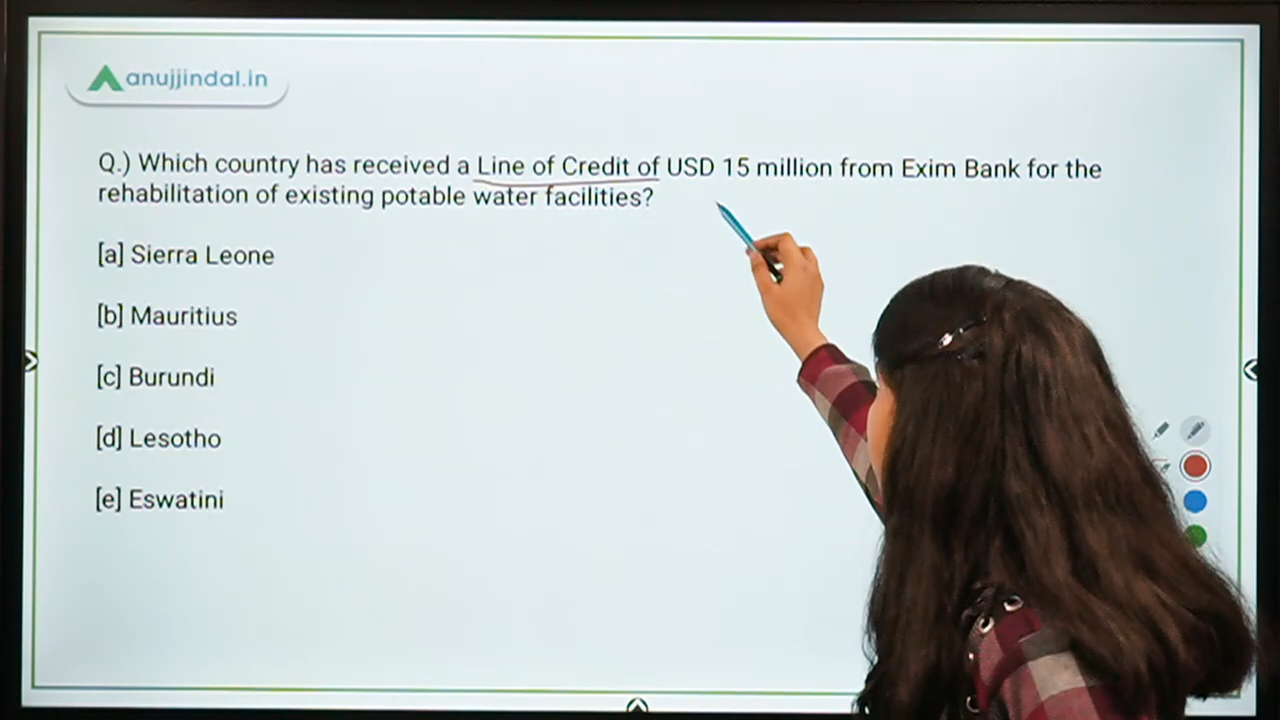 anujjindal.in
Q.) Which country has received a Line of Credit of USD 15 million from Exim Bank for the
rehabilitation of existing potable water facilities?
[a] Sierra Leone
[b] Mauritius
[c] Burundi
[d] Lesotho
[e] Eswatini